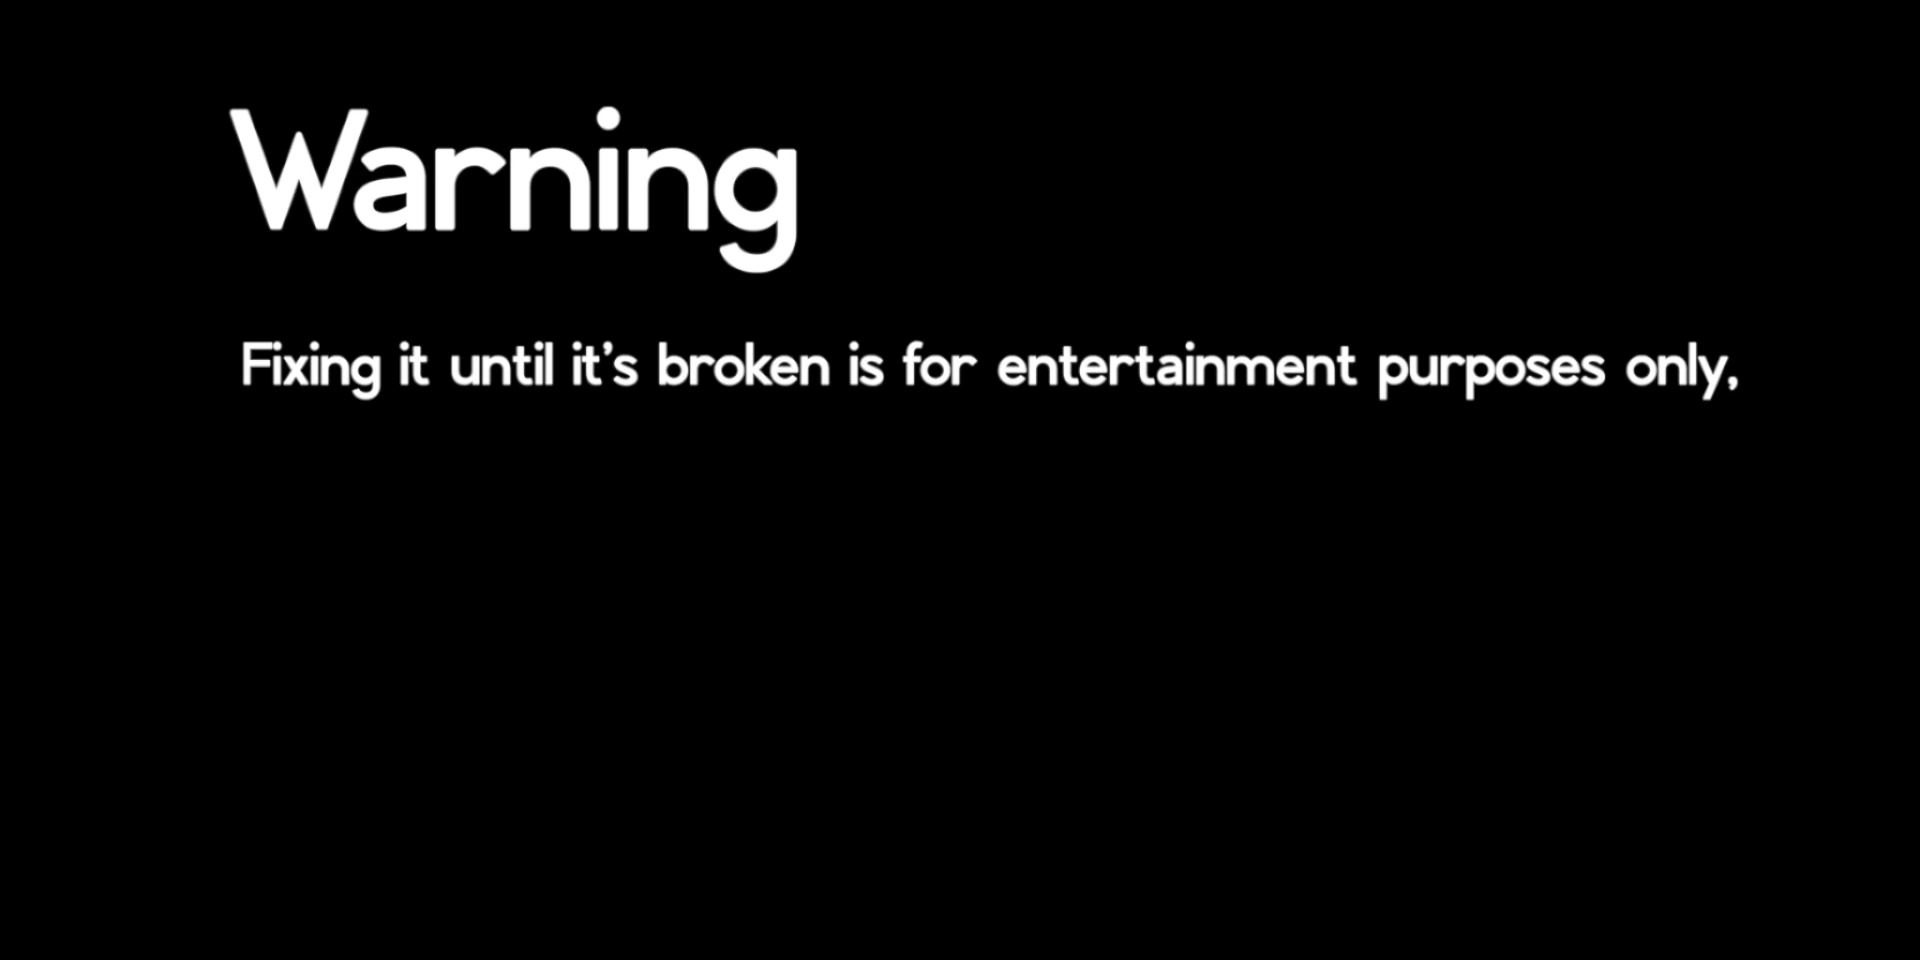 Warning
Fixing it until it’s broken is for entertainment purposes only,